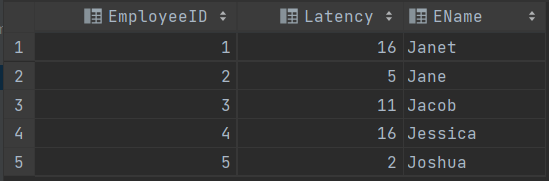 EmployeeID Latency EName
1 1 16 Janet
2 2 5 Jane
3 3 11 Jacob
4 4 16 Jessica
5 5 2 Joshua